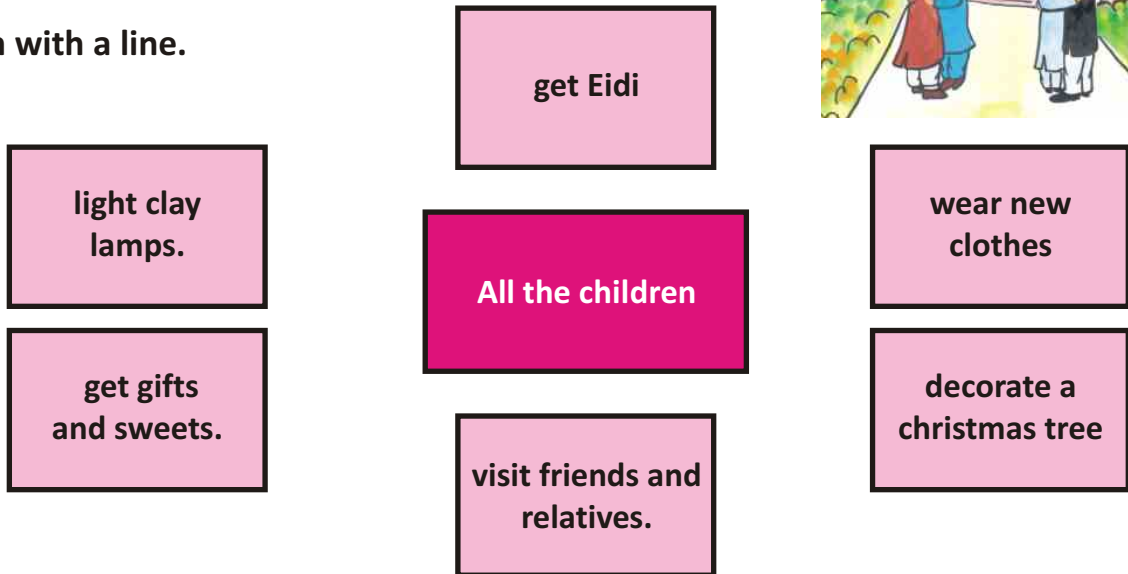 with a line.
get Eidi
light clay
lamps.
wear new
clothes
All the children
get gifts
and sweets.
decorate a
christmas tree
visit friends and
relatives.